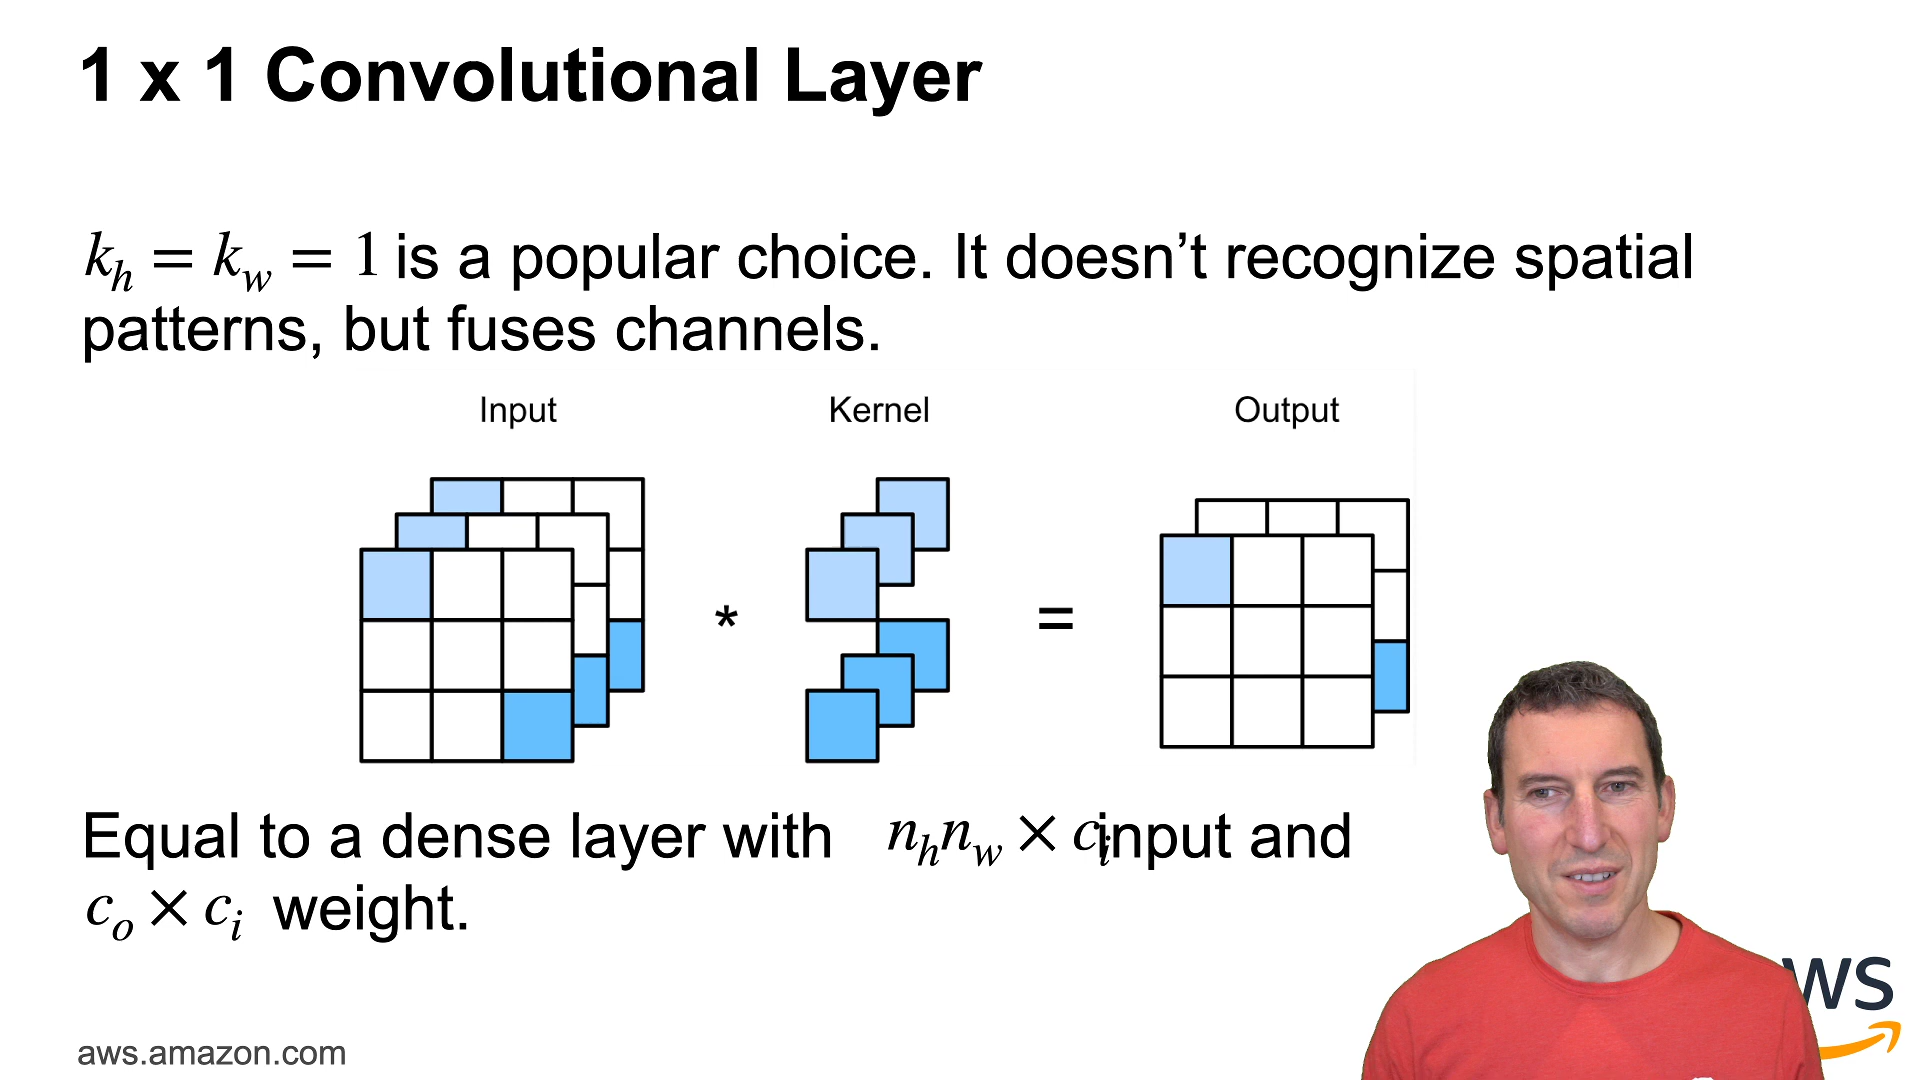 1 x 1 Convolutional Layer
k_h = k_w = 1 is a popular choice. It doesn’t recognize spatial
patterns, but fuses channels.
Input Kernel Output
* =
Equal to a dense layer with n_h n_w × c_i input and
c_o × c_i weight.
aws.amazon.com
ws